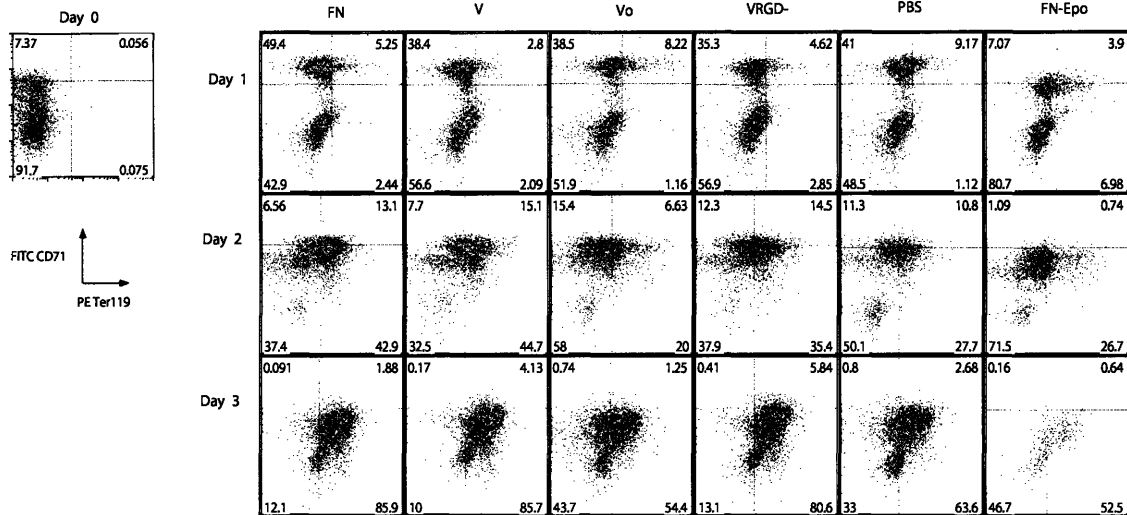 Day 0
FN V Vo VRGD- PBS FN-Epo
7.37 0.056
91.7 0.075
FITC CD71
PE Ter119
Day 1
49.4 5.25 38.4 2.8 38.5 8.22 35.3 4.62 41 9.17 7.07 3.9
42.9 2.44 56.6 2.09 51.9 1.16 56.9 2.85 48.5 1.12 80.7 6.98
Day 2
6.56 13.1 7.7 15.1 15.4 6.63 12.3 14.5 11.3 10.8 1.09 0.74
37.4 42.9 32.5 44.7 58 20 37.9 35.4 50.1 27.7 71.5 26.7
Day 3
0.091 1.88 0.17 4.13 0.74 1.25 0.41 5.84 0.8 2.68 0.16 0.64
12.1 85.9 10 85.7 43.7 54.4 13.1 80.6 33 63.6 46.7 52.5